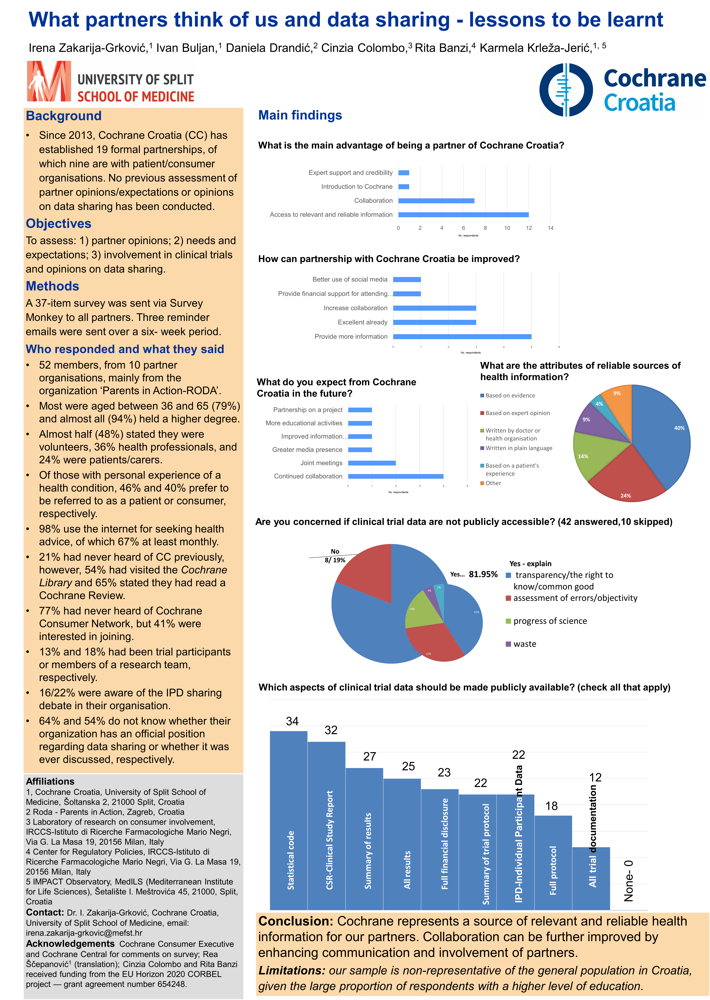 What partners think of us and data sharing - lessons to be learnt
Irena Zakarija-Grković,1 Ivan Buljan,1 Daniela Drandić,2 Cinzia Colombo,3 Rita Banzi,4 Karmela Krleža-Jerić,1, 5
UNIVERSITY OF SPLIT
SCHOOL OF MEDICINE
Cochrane
Croatia
Background
• Since 2013, Cochrane Croatia (CC) has
established 19 formal partnerships, of
which nine are with patient/consumer
organisations. No previous assessment of
partner opinions/expectations or opinions
on data sharing has been conducted.
Objectives
To assess: 1) partner opinions; 2) needs and
expectations; 3) involvement in clinical trials
and opinions on data sharing.
Methods
A 37-item survey was sent via Survey
Monkey to all partners. Three reminder
emails were sent over a six- week period.
Who responded and what they said
• 52 members, from 10 partner
organisations, mainly from the
organization ‘Parents in Action-RODA’.
• Most were aged between 36 and 65 (79%)
and almost all (94%) held a higher degree.
• Almost half (48%) stated they were
volunteers, 36% health professionals, and
24% were patients/carers.
• Of those with personal experience of a
health condition, 46% and 40% prefer to
be referred to as a patient or consumer,
respectively.
• 98% use the internet for seeking health
advice, of which 67% at least monthly.
• 21% had never heard of CC previously,
however, 54% had visited the Cochrane
Library and 65% stated they had read a
Cochrane Review.
• 77% had never heard of Cochrane
Consumer Network, but 41% were
interested in joining.
• 13% and 18% had been trial participants
or members of a research team,
respectively.
• 16/22% were aware of the IPD sharing
debate in their organisation.
• 64% and 54% do not know whether their
organization has an official position
regarding data sharing or whether it was
ever discussed, respectively.
Affiliations
1, Cochrane Croatia, University of Split School of
Medicine, Šoltanska 2, 21000 Split, Croatia
2 Roda - Parents in Action, Zagreb, Croatia
3 Laboratory of research on consumer involvement,
IRCCS-Istituto di Ricerche Farmacologiche Mario Negri,
Via G. La Masa 19, 20156 Milan, Italy
4 Center for Regulatory Policies, IRCCS-Istituto di
Ricerche Farmacologiche Mario Negri, Via G. La Masa 19,
20156 Milan, Italy
5 IMPACT Observatory, MedILS (Mediterranean Institute
for Life Sciences), Šetalište I. Meštrovića 45, 21000, Split,
Croatia
Contact: Dr. I. Zakarija-Grković, Cochrane Croatia,
University of Split School of Medicine, email:
irena.zakarija-grkovic@mefst.hr
Acknowledgements Cochrane Consumer Executive
and Cochrane Central for comments on survey; Rea
Ščepanović1 (translation); Cinzia Colombo and Rita Banzi
received funding from the EU Horizon 2020 CORBEL
project — grant agreement number 654248.
Main findings
What is the main advantage of being a partner of Cochrane Croatia?
Expert support and credibility
Introduction to Cochrane
Collaboration
Access to relevant and reliable information
0 2 4 6 8 10 12 14
No. respondents
How can partnership with Cochrane Croatia be improved?
Better use of social media
Provide financial support for attending…
Increase collaboration
Excellent already
Provide more information
0 1 2 3 4 5 6
No. respondents
What do you expect from Cochrane
Croatia in the future?
Partnership on a project
More educational activities
Improved information…
Greater media presence
Joint meetings
Continued collaboration
0 1 2 3 4 5
No. respondents
What are the attributes of reliable sources of
health information?
Based on evidence
Based on expert opinion
Written by doctor or
health organisation
Written in plain language
Based on a patient's
experience
Other
40%
24%
14%
9%
4%
9%
Are you concerned if clinical trial data are not publicly accessible? (42 answered,10 skipped)
No
8/ 19%
Yes... 81.95%
41%
32%
18%
4%
5%
Yes - explain
transparency/the right to
know/common good
assessment of errors/objectivity
progress of science
waste
Which aspects of clinical trial data should be made publicly available? (check all that apply)
34
Statistical code
32
CSR-Clinical Study Report
27
Summary of results
25
All results
23
Full financial disclosure
22
Summary of trial protocol
22
IPD-Individual Participant Data
18
Full protocol
12
All trial documentation
None- 0
Conclusion: Cochrane represents a source of relevant and reliable health
information for our partners. Collaboration can be further improved by
enhancing communication and involvement of partners.
Limitations: our sample is non-representative of the general population in Croatia,
given the large proportion of respondents with a higher level of education.